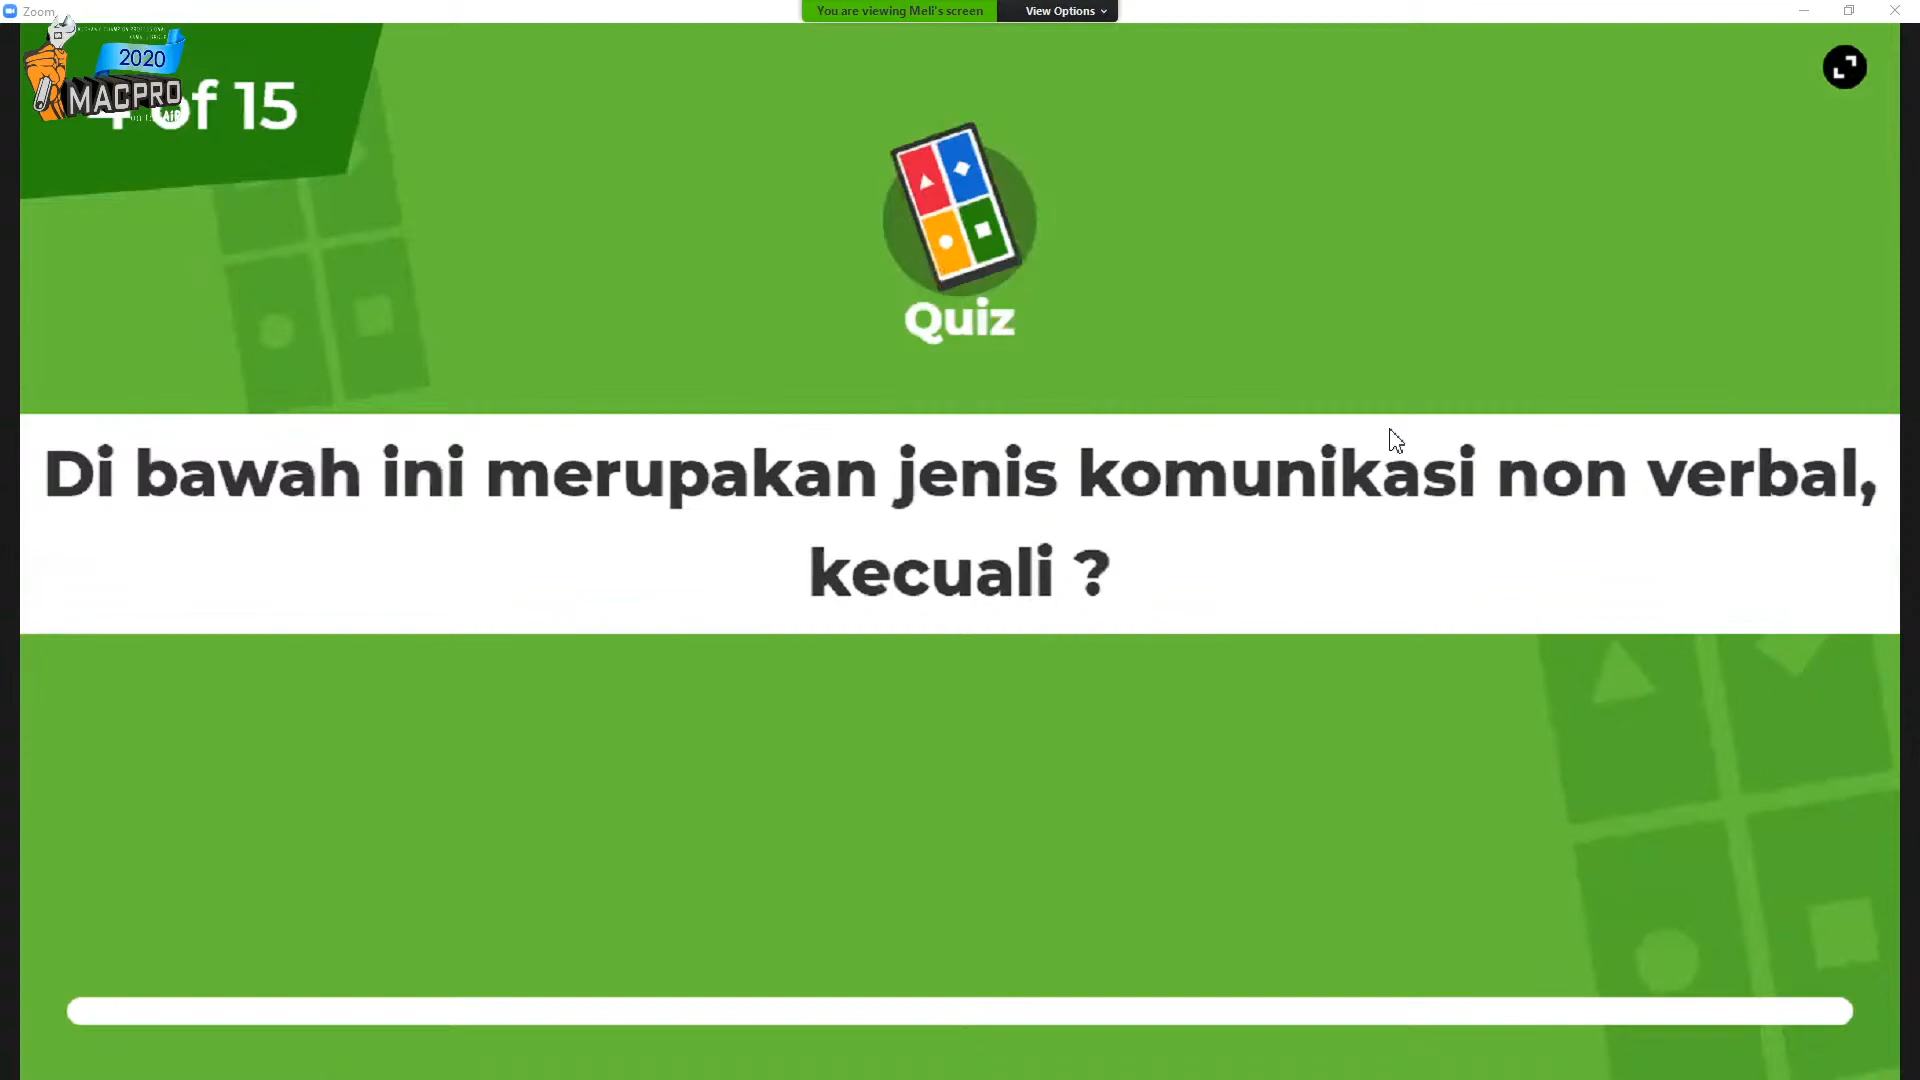 Zoom
You are viewing Meli's screen
View Options
2020
MACPRO
4 of 15
Quiz
Di bawah ini merupakan jenis komunikasi non verbal,
kecuali ?